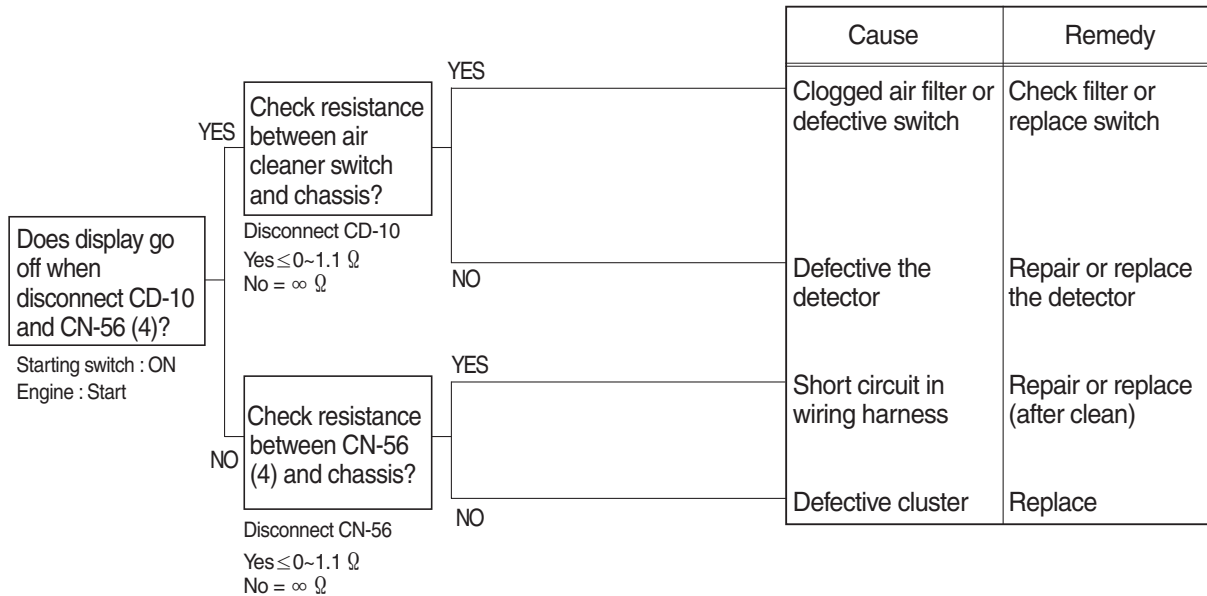 Does display go
off when
disconnect CD-10
and CN-56 (4)?
Starting switch : ON
Engine : Start
YES
Check resistance
between air
cleaner switch
and chassis?
Disconnect CD-10
Yes≤0~1.1 Ω
No = ∞ Ω
YES
NO
NO
Check resistance
between CN-56
(4) and chassis?
Disconnect CN-56
Yes≤0~1.1 Ω
No = ∞ Ω
YES
NO
Cause Remedy
Clogged air filter or Check filter or
defective switch replace switch
Defective the Repair or replace
detector the detector
Short circuit in Repair or replace
wiring harness (after clean)
Defective cluster Replace